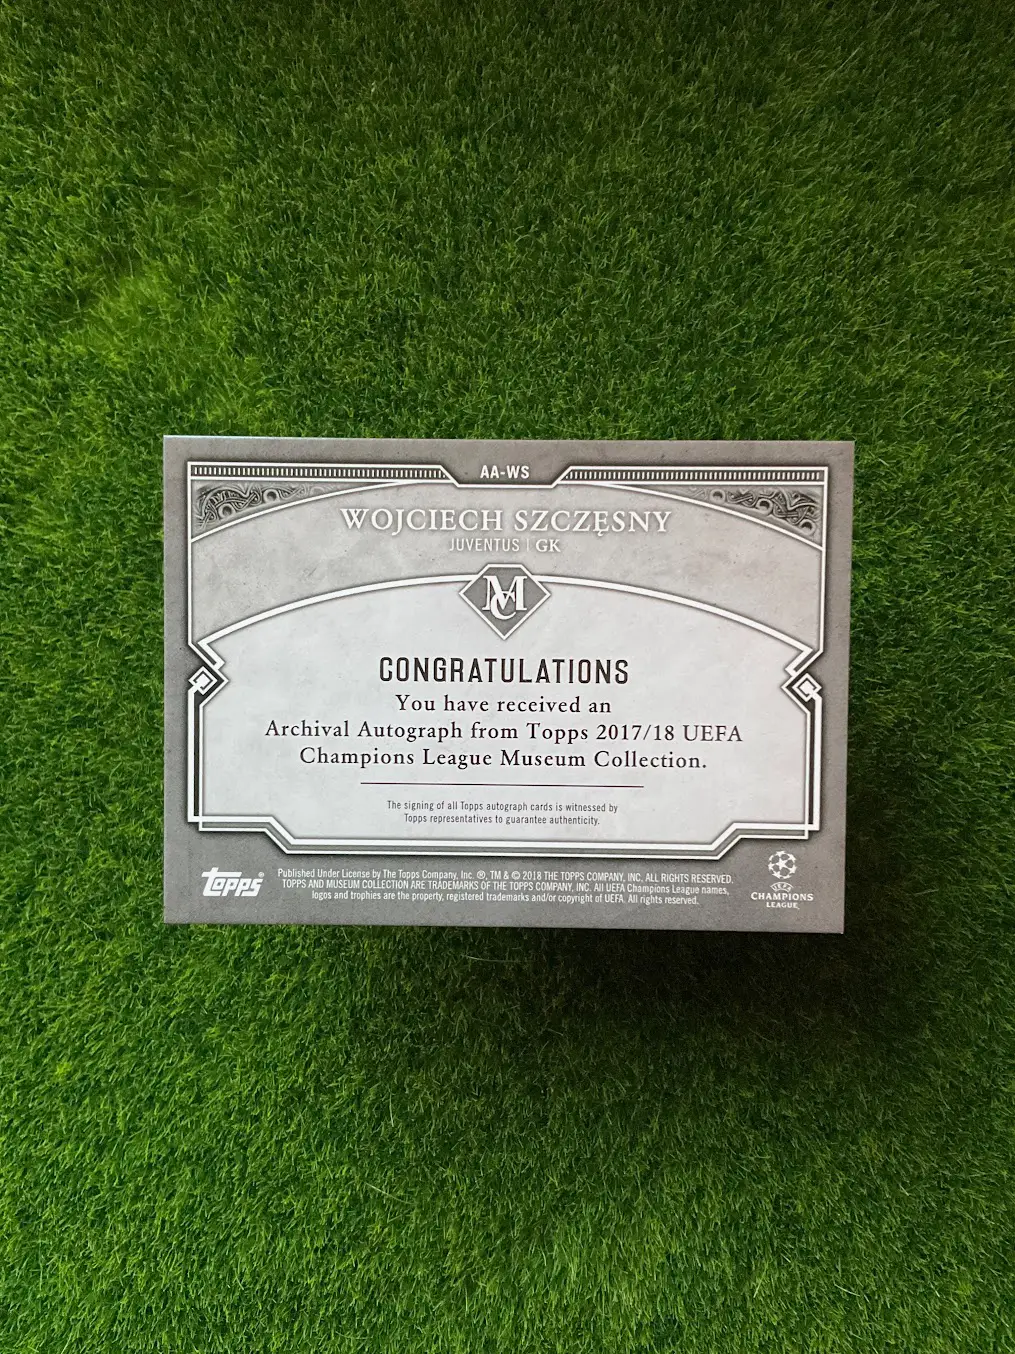 AA-WS
WOJCIECH SZCZĘSNY
JUVENTUS | GK
MC
CONGRATULATIONS
You have received an
Archival Autograph from Topps 2017/18 UEFA
Champions League Museum Collection.
The signing of all Topps autograph cards is witnessed by
Topps representatives to guarantee authenticity.
topps®
Published Under License by The Topps Company, Inc. ®, TM & © 2018 THE TOPPS COMPANY, INC. ALL RIGHTS RESERVED.
TOPPS AND MUSEUM COLLECTION ARE TRADEMARKS OF THE TOPPS COMPANY, INC. All UEFA Champions League names,
logos and trophies are the property, registered trademarks and/or copyright of UEFA. All rights reserved.
UEFA
CHAMPIONS
LEAGUE